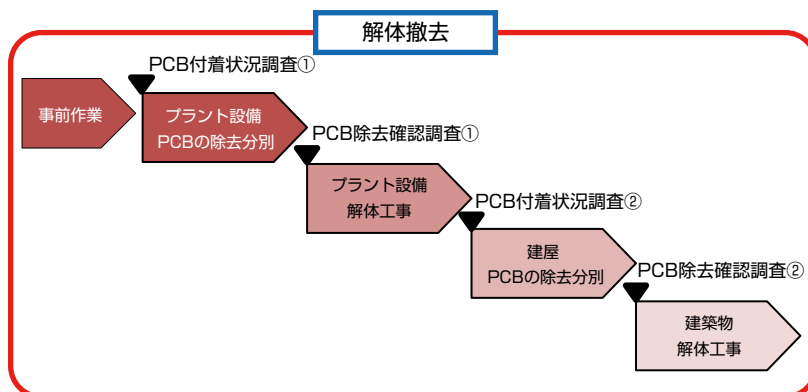 解体撤去
PCB付着状況調査①
事前作業
プラント設備
PCBの除去分別
PCB除去確認調査①
プラント設備
解体工事
PCB付着状況調査②
建屋
PCBの除去分別
PCB除去確認調査②
建築物
解体工事